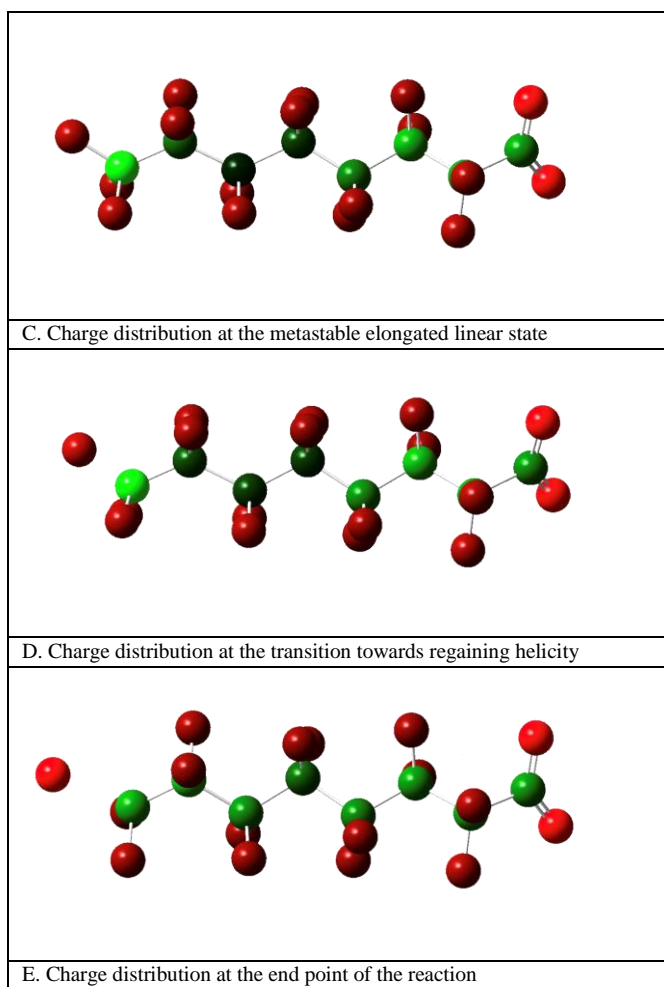 C. Charge distribution at the metastable elongated linear state
D. Charge distribution at the transition towards regaining helicity
E. Charge distribution at the end point of the reaction